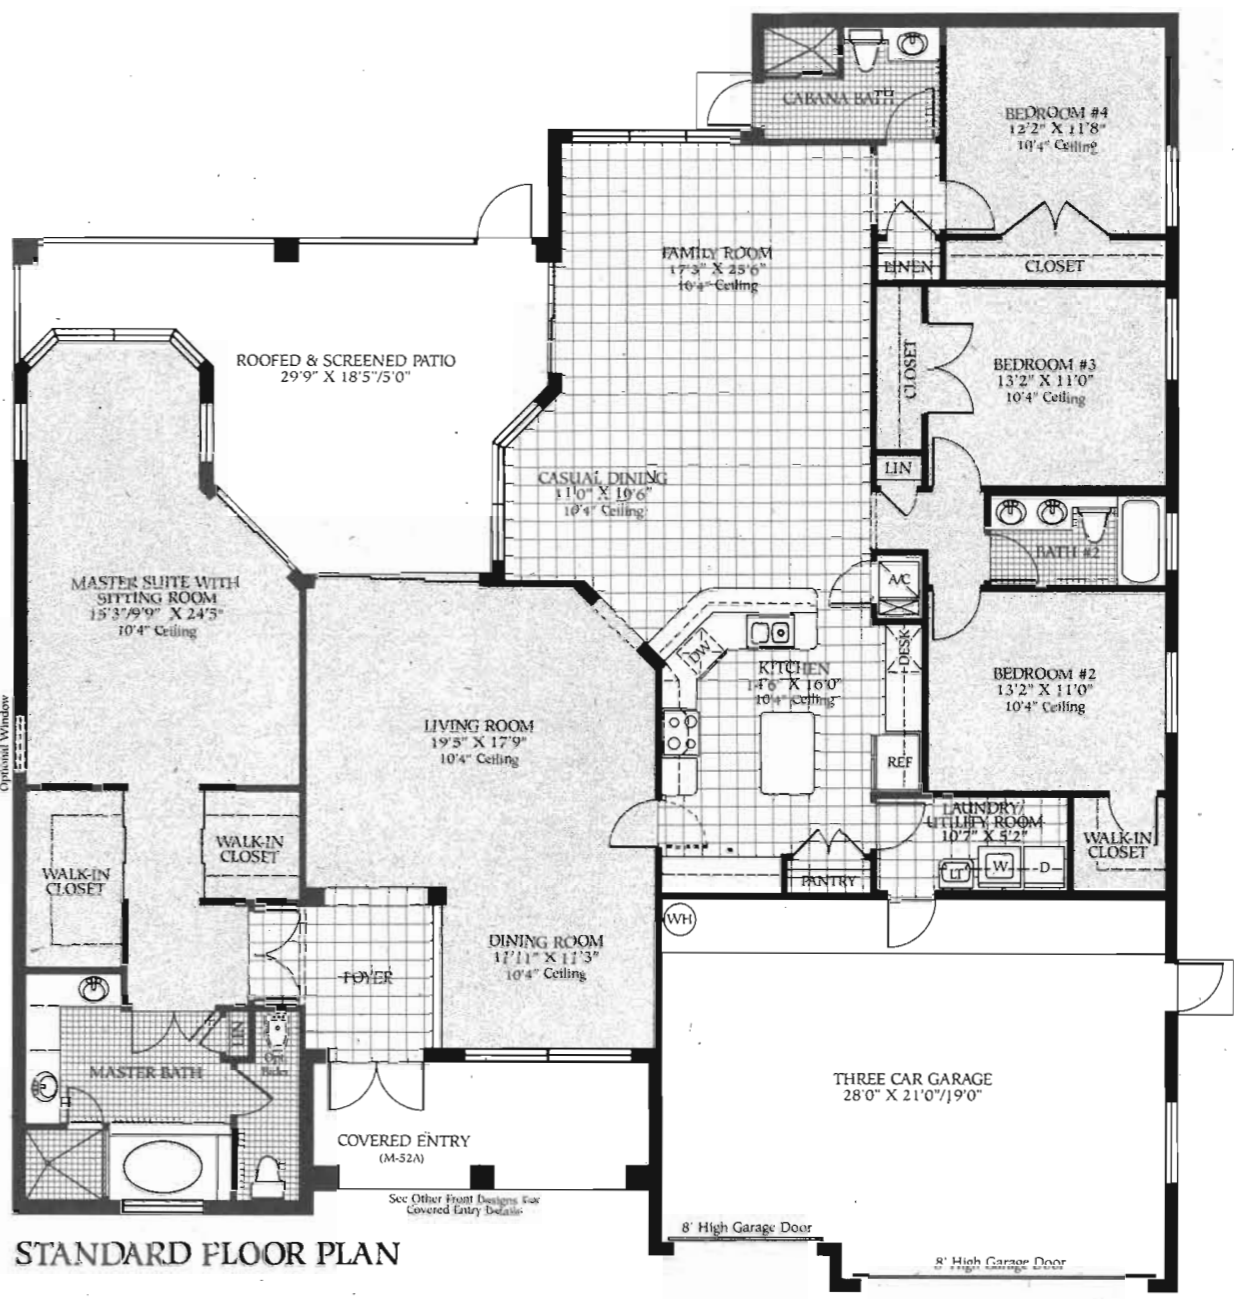 CABANA BATH
BEDROOM #4
12'2" X 11'8"
10'4" Ceiling
FAMILY ROOM
17'3" X 25'6"
10'4" Ceiling
LINEN
CLOSET
ROOFED & SCREENED PATIO
29'9" X 18'5"/5'0"
CLOSET
BEDROOM #3
13'2" X 11'0"
10'4" Ceiling
CASUAL DINING
11'0" X 10'6"
10'4" Ceiling
LIN
BATH #2
MASTER SUITE WITH
SITTING ROOM
15'3"/9'9" X 24'5"
10'4" Ceiling
A/C
DW
DESK
KITCHEN
14'6" X 16'0"
10'4" Ceiling
BEDROOM #2
13'2" X 11'0"
10'4" Ceiling
Optional Window
LIVING ROOM
19'5" X 17'9"
10'4" Ceiling
REF
LAUNDRY/
UTILITY ROOM
10'7" X 5'2"
WALK-IN
CLOSET
WALK-IN
CLOSET
WALK-IN
CLOSET
PANTRY
LT
W
D
WH
DINING ROOM
11'11" X 11'3"
10'4" Ceiling
FOYER
LIN
Opt.
Bidet
MASTER BATH
THREE CAR GARAGE
28'0" X 21'0"/19'0"
COVERED ENTRY
(M-52A)
See Other Front Designs For
Covered Entry Details
8' High Garage Door
8' High Garage Door
STANDARD FLOOR PLAN